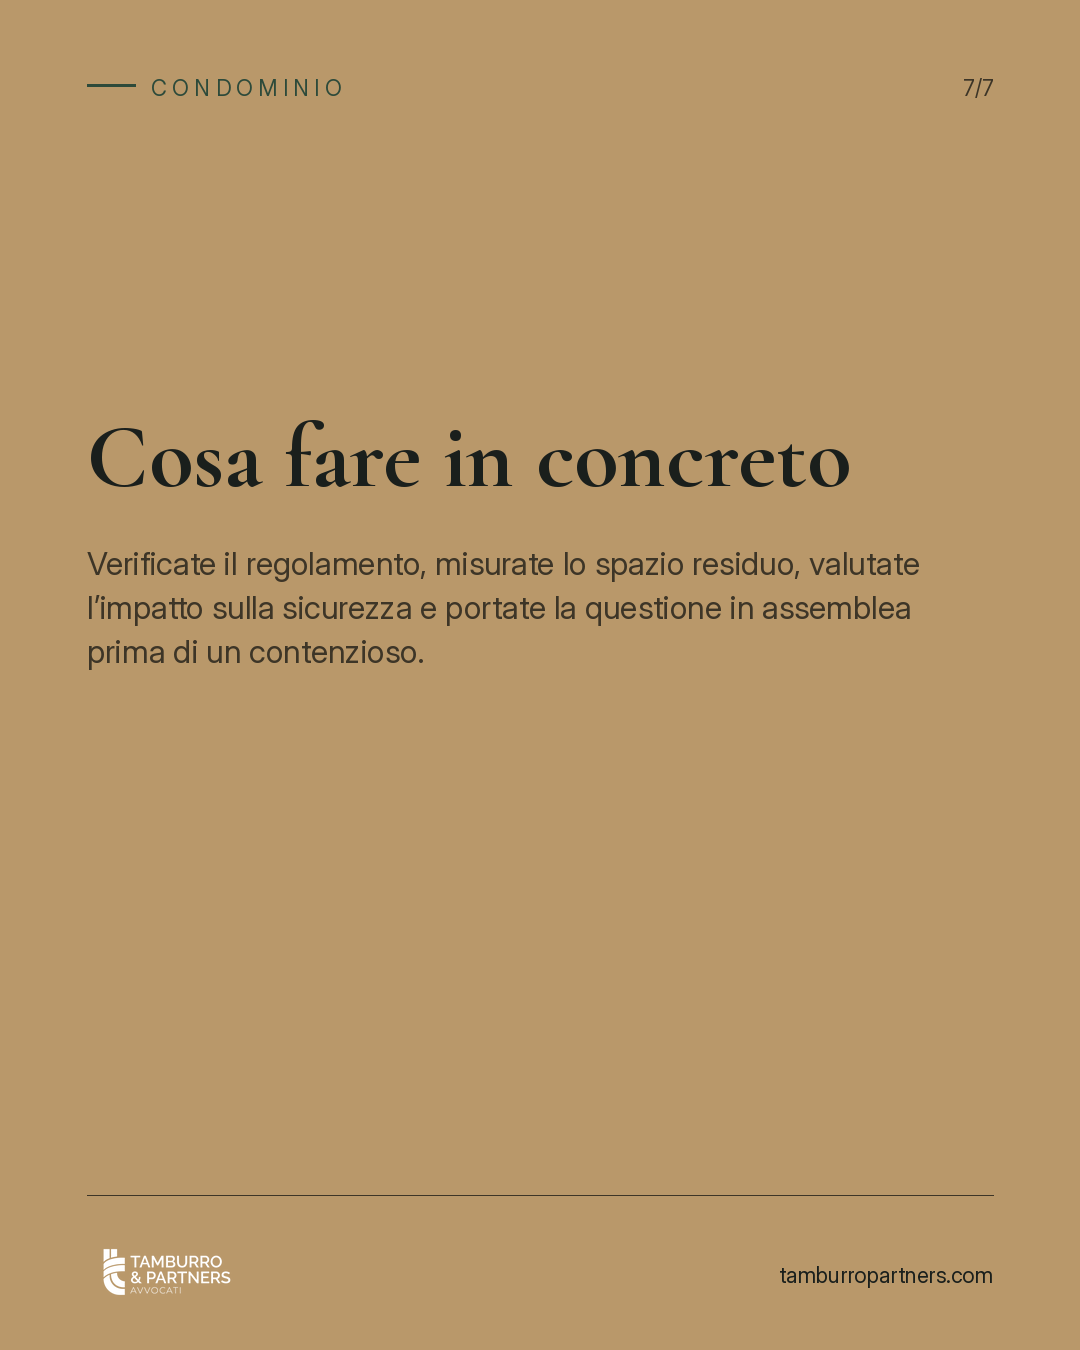 CONDOMINIO
7/7
Cosa fare in concreto
Verificate il regolamento, misurate lo spazio residuo, valutate
l’impatto sulla sicurezza e portate la questione in assemblea
prima di un contenzioso.
TAMBURRO
& PARTNERS
AVVOCATI
tamburropartners.com